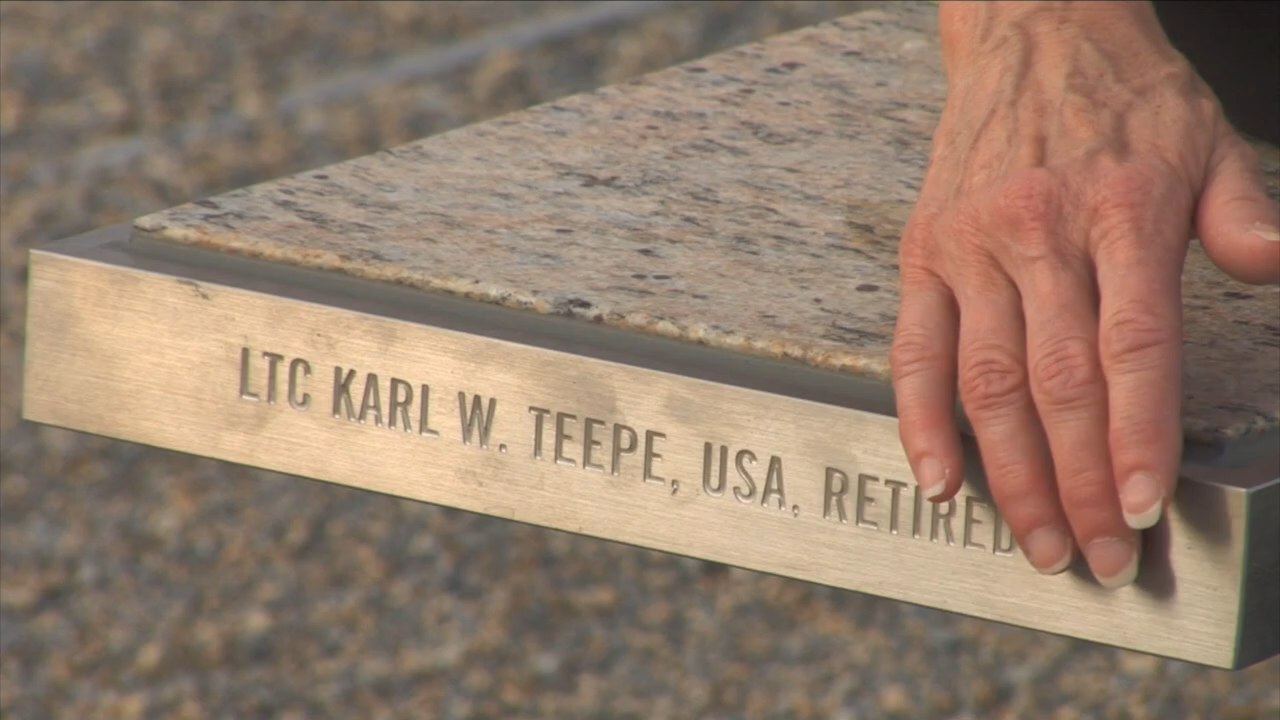 LTC KARL W. TEEPE, USA, RETIRED